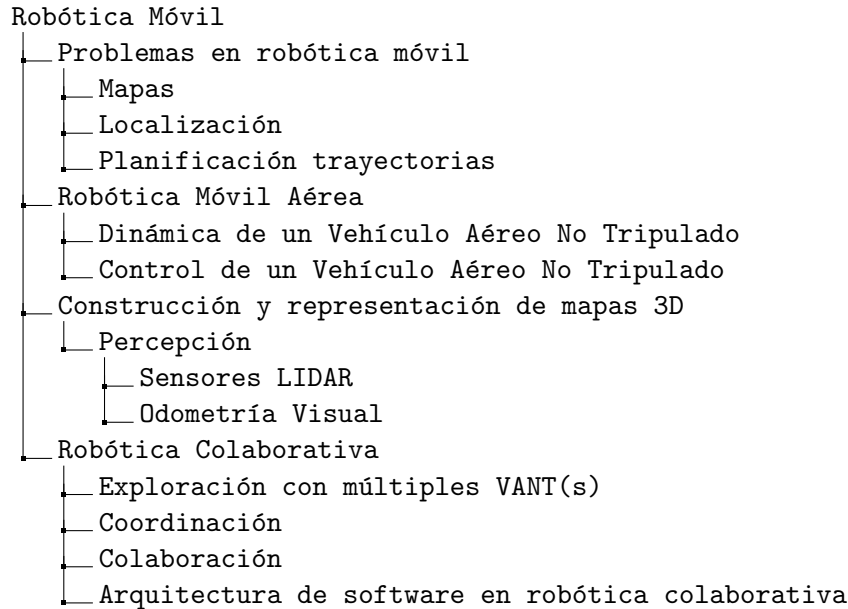 Robótica Móvil
Problemas en robótica móvil
Mapas
Localización
Planificación trayectorias
Robótica Móvil Aérea
Dinámica de un Vehículo Aéreo No Tripulado
Control de un Vehículo Aéreo No Tripulado
Construcción y representación de mapas 3D
Percepción
Sensores LIDAR
Odometría Visual
Robótica Colaborativa
Exploración con múltiples VANT(s)
Coordinación
Colaboración
Arquitectura de software en robótica colaborativa